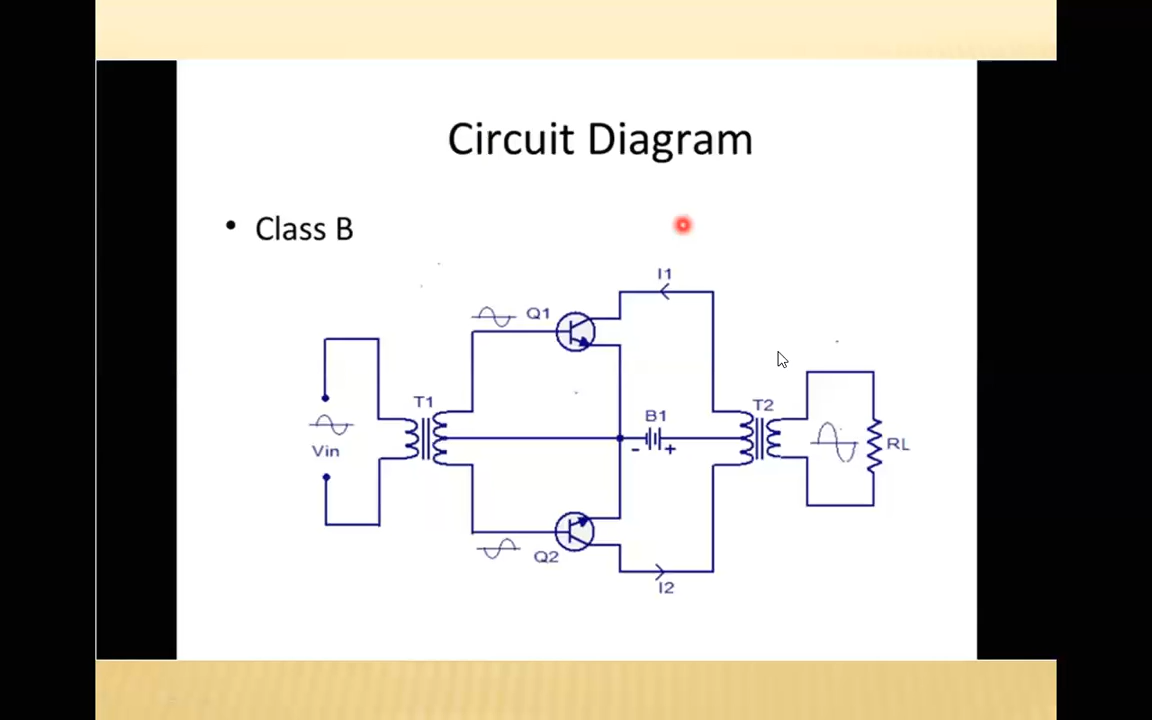 Circuit Diagram
• Class B
I1
Q1
T1
B1
T2
- +
Vin
RL
Q2
I2